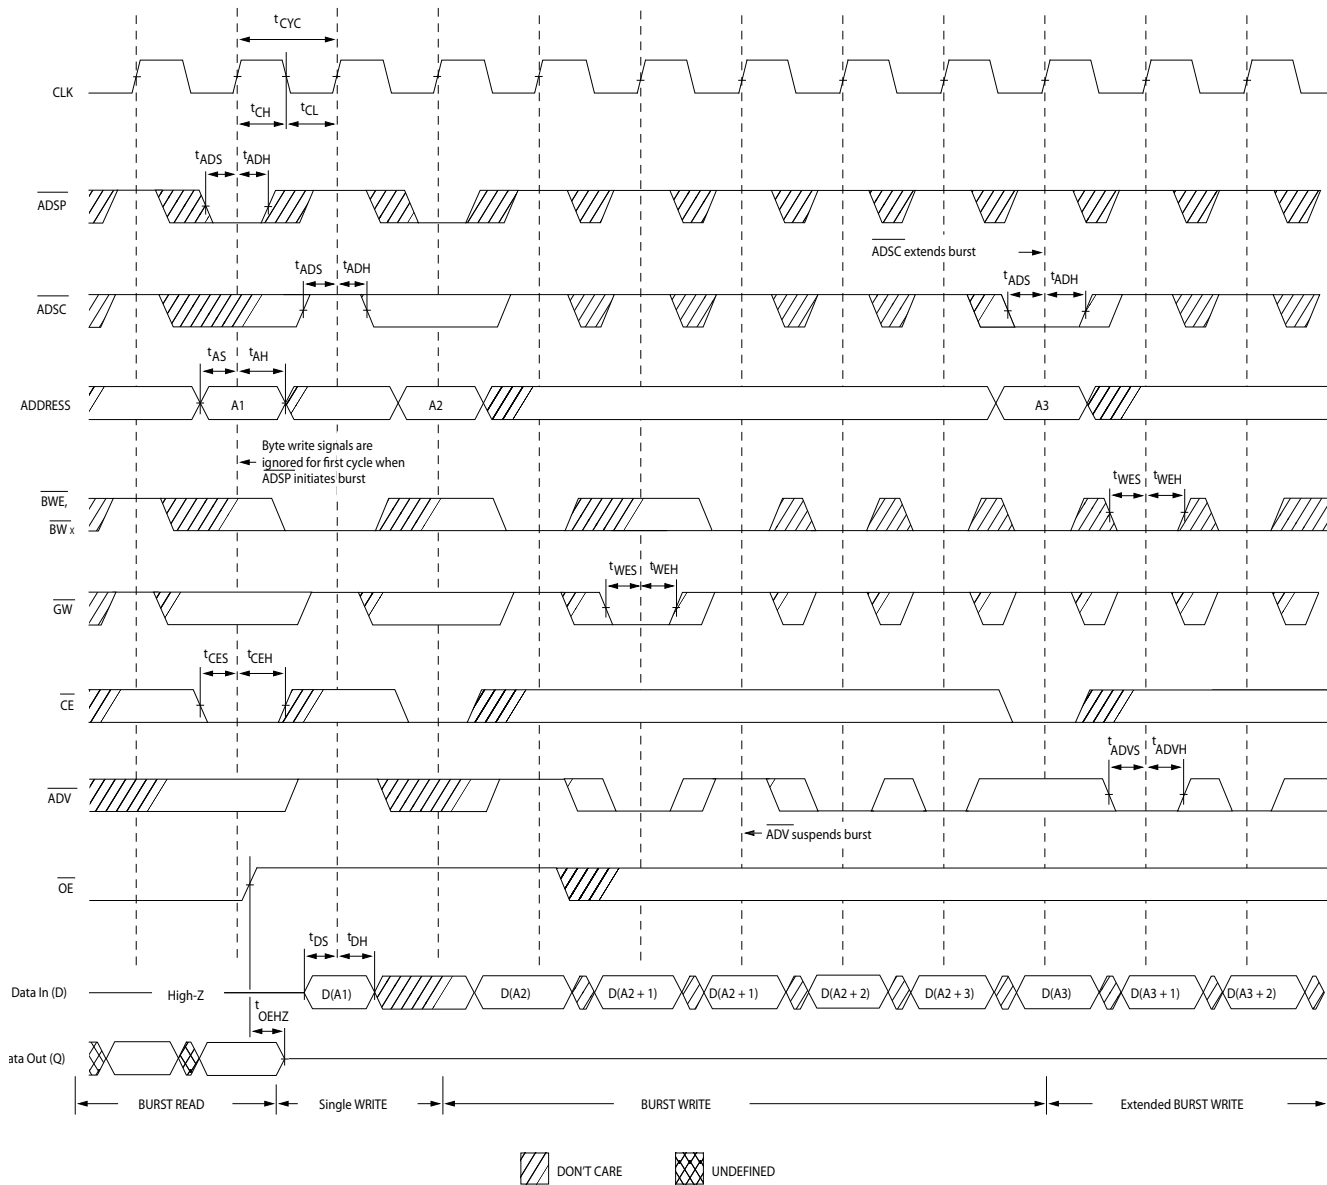 tCYC
CLK
tCH tCL
tADS tADH
ADSP
ADSC extends burst
tADS tADH tADS tADH
ADSC
tAS tAH
ADDRESS A1 A2 A3
Byte write signals are
ignored for first cycle when
ADSP initiates burst
BWE,
BW x
tWES tWEH
tWES tWEH
GW
tCES tCEH
CE
tADVS tADVH
ADV
ADV suspends burst
OE
tDS tDH
Data In (D) High-Z D(A1) D(A2) D(A2 + 1) D(A2 + 1) D(A2 + 2) D(A2 + 3) D(A3) D(A3 + 1) D(A3 + 2)
tOEHZ
ata Out (Q)
BURST READ Single WRITE BURST WRITE Extended BURST WRITE
DON'T CARE UNDEFINED